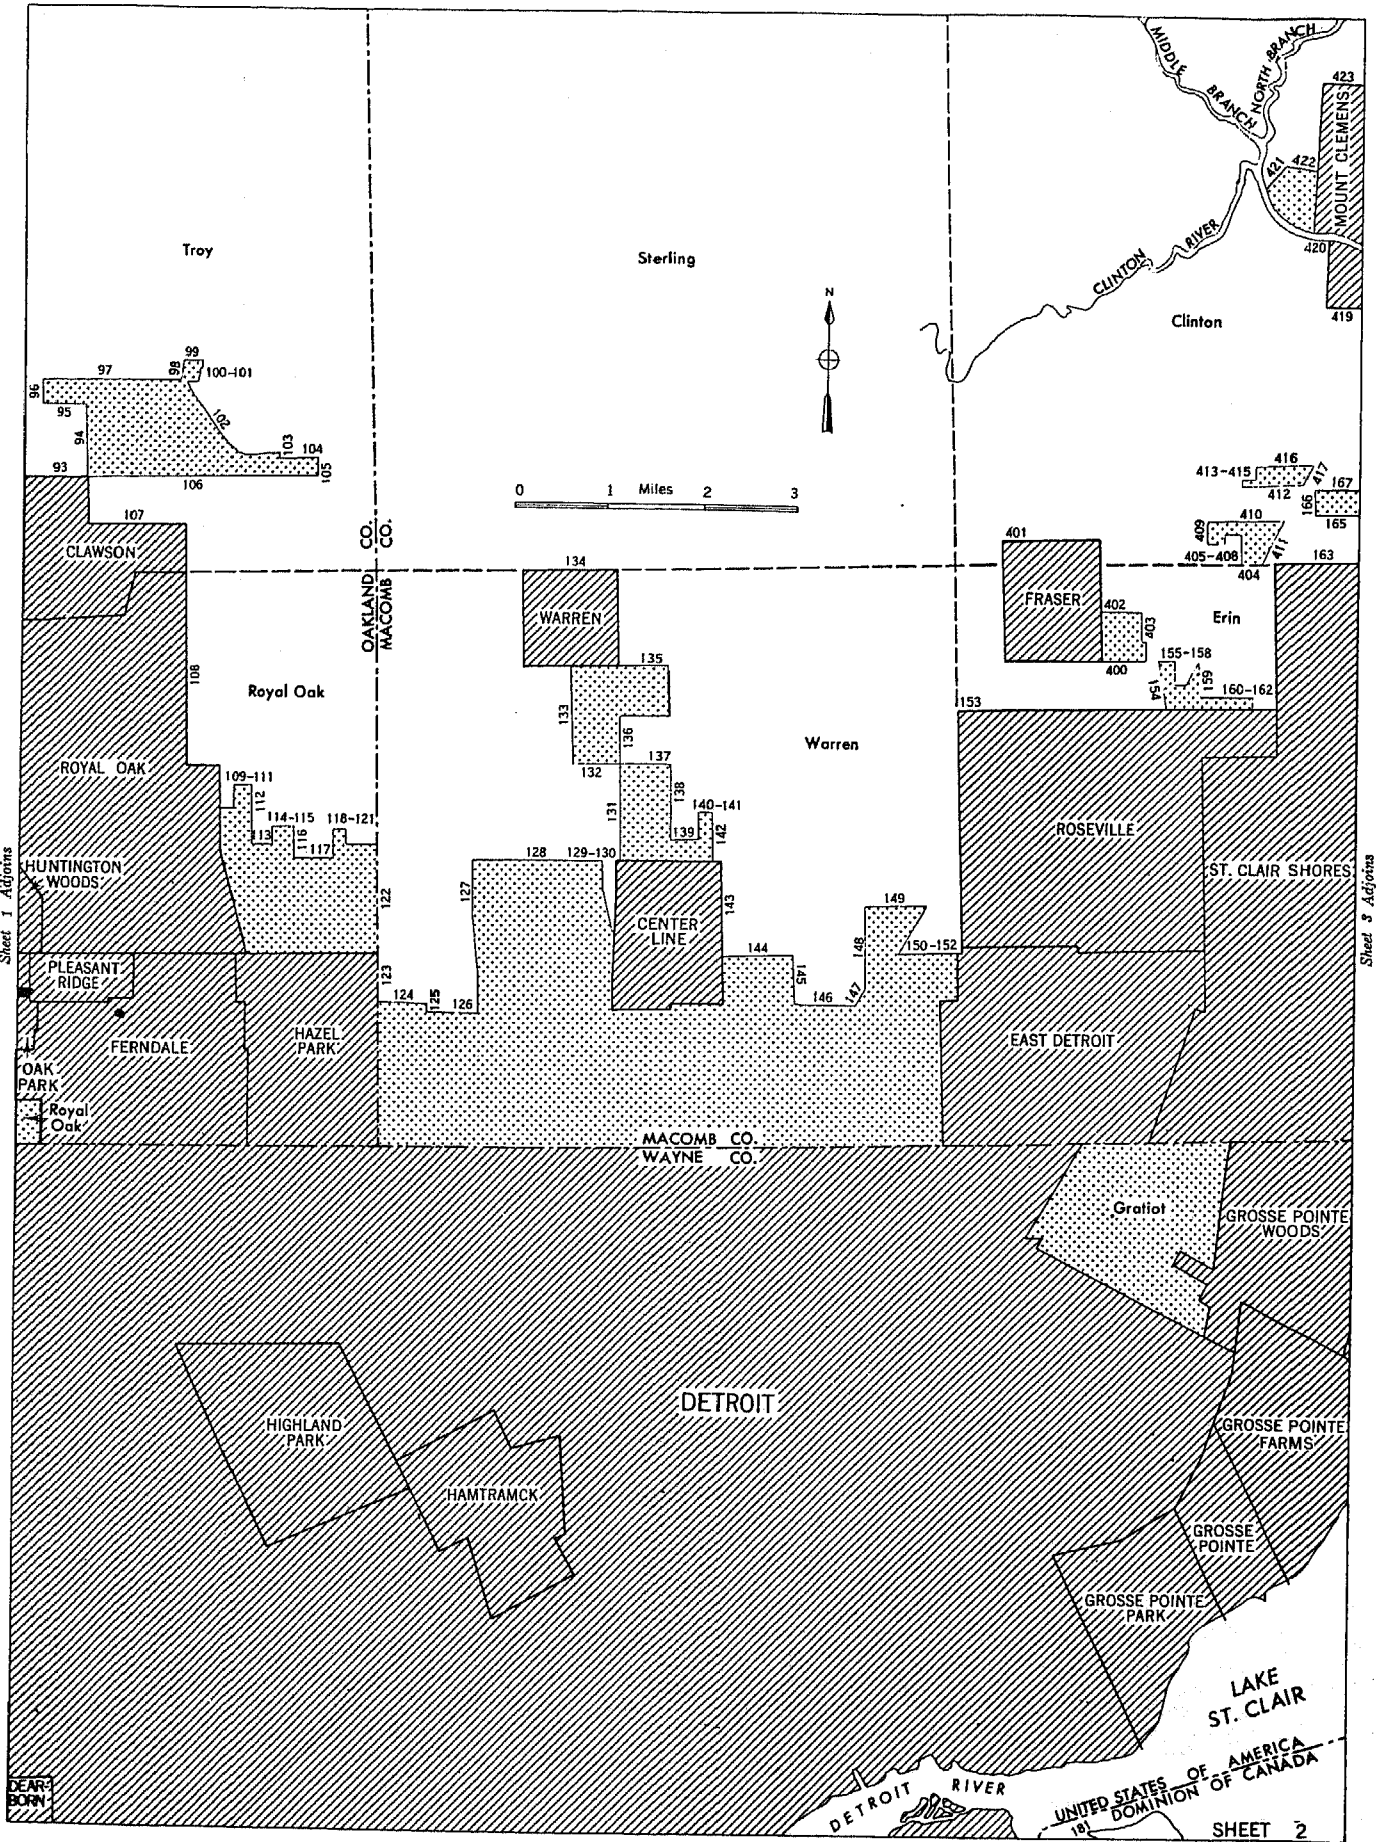 MIDDLE
BRANCH
NORTH BRANCH
423
MOUNT CLEMENS
421
422
420
419
CLINTON RIVER
Troy
Sterling
N
Clinton
99
98
100-101
97
96
95
94
102
103
104
105
93
106
0 1 Miles 2 3
416
413-415
417
412
167
166
165
410
409
411
405-408
404
163
107
CLAWSON
OAKLAND CO.
MACOMB CO.
134
401
WARREN
FRASER
402
403
400
Erin
155-158
154
159
160-162
153
108
Royal Oak
135
133
136
132
137
131
138
140-141
139
142
Warren
ROYAL OAK
109-111
112
114-115
118-121
113
116
117
ROSEVILLE
HUNTINGTON
WOODS
128
129-130
127
122
CENTER
LINE
143
149
148
144
150-152
ST. CLAIR SHORES
Sheet 1 Adjoins
Sheet 3 Adjoins
PLEASANT
RIDGE
123
124
125
126
145
146
147
FERNDALE
HAZEL
PARK
EAST DETROIT
OAK
PARK
Royal
Oak
MACOMB CO.
WAYNE CO.
Gratiot
GROSSE POINTE
WOODS
DETROIT
HIGHLAND
PARK
HAMTRAMCK
GROSSE POINTE
FARMS
GROSSE
POINTE
GROSSE POINTE
PARK
LAKE
ST. CLAIR
DEAR-
BORN
DETROIT RIVER
UNITED STATES OF AMERICA
DOMINION OF CANADA
181
SHEET 2